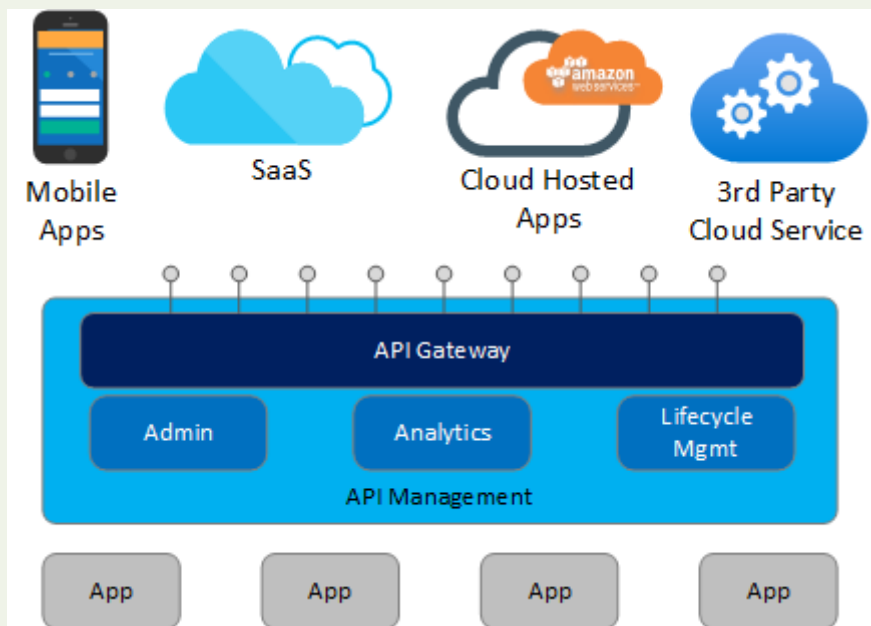 amazon
web services™
Mobile
Apps
SaaS
Cloud Hosted
Apps
3rd Party
Cloud Service
API Gateway
Admin
Analytics
Lifecycle
Mgmt
API Management
App
App
App
App